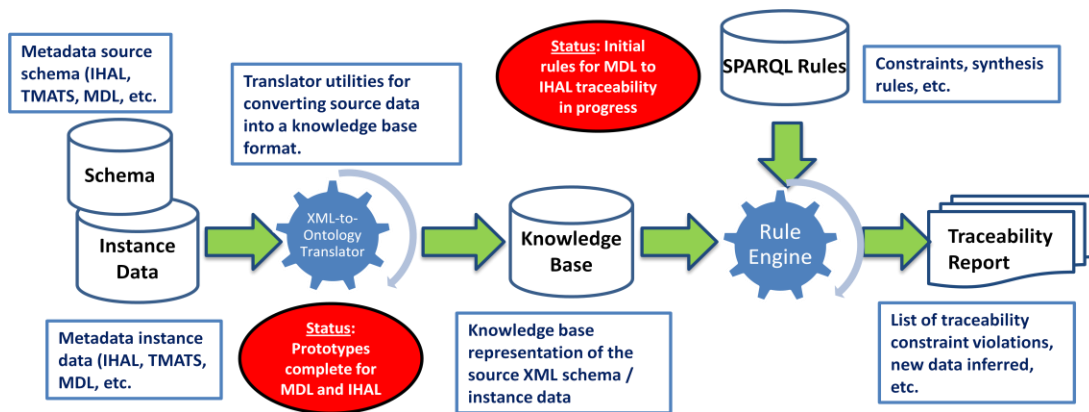 Metadata source
schema (IHAL,
TMATS, MDL, etc.
Translator utilities for
converting source data
into a knowledge base
format.
Status: Initial
rules for MDL to
IHAL traceability
in progress
SPARQL Rules
Constraints, synthesis
rules, etc.
Schema
Instance
Data
XML-to-
Ontology
Translator
Knowledge
Base
Rule
Engine
Traceability
Report
Metadata instance
data (IHAL, TMATS,
MDL, etc.
Status:
Prototypes
complete for
MDL and IHAL
Knowledge base
representation of the
source XML schema /
instance data
List of traceability
constraint violations,
new data inferred,
etc.